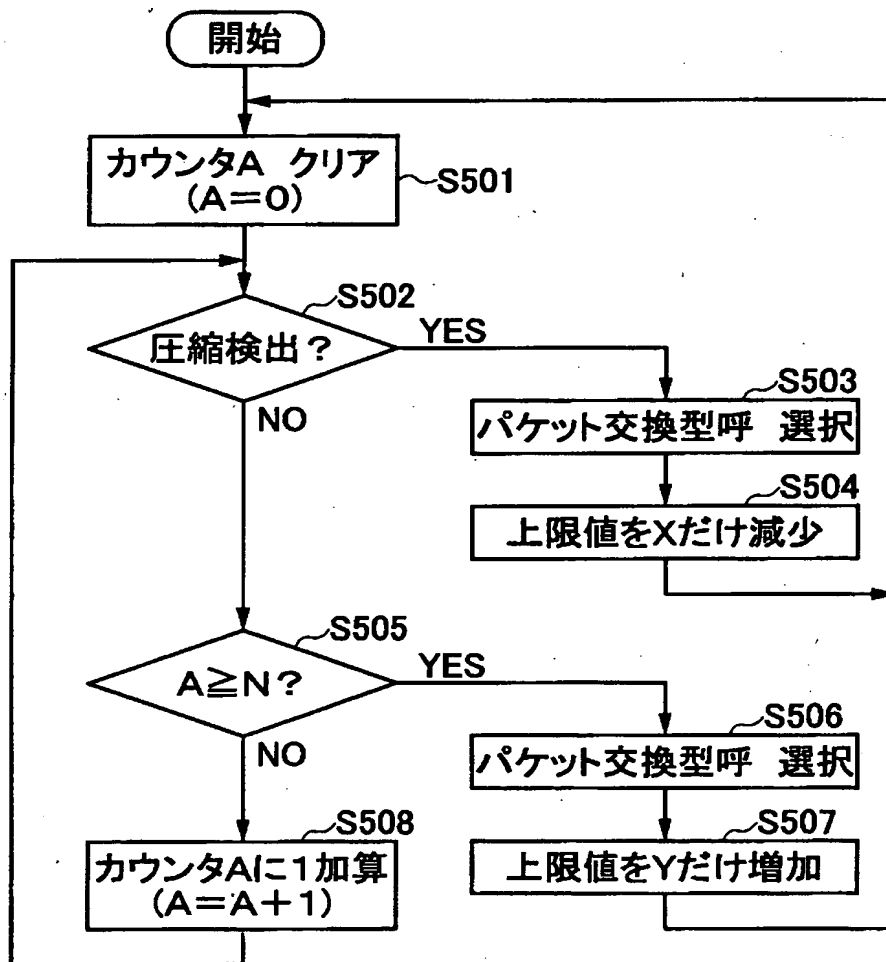 開始
カウンタA クリア
(A=0)
S501
S502
圧縮検出?
YES
NO
S503
パケット交換型呼 選択
S504
上限値をXだけ減少
S505
A≧N?
YES
NO
S506
パケット交換型呼 選択
S507
上限値をYだけ増加
S508
カウンタAに1加算
(A=A+1)